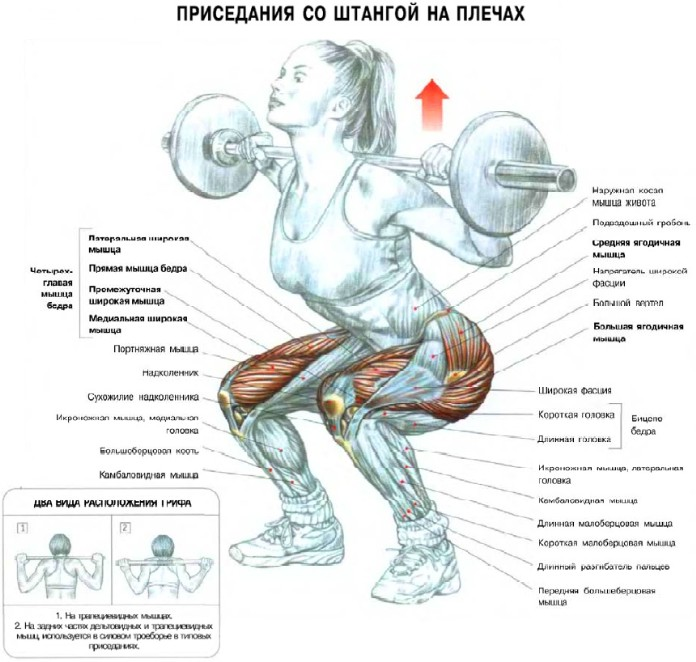 ПРИСЕДАНИЯ СО ШТАНГОЙ НА ПЛЕЧАХ
Четырех-
главая
мышца
бедра
Латеральная широкая
мышца
Прямая мышца бедра
Промежуточная
широкая мышца
Медиальная широкая
мышца
Портняжная мышца
Надколенник
Сухожилие надколенника
Икроножная мышца, медиальная
головка
Большеберцовая кость
Камбаловидная мышца
Наружная косая
мышца живота
Подвздошный гребень
Средняя ягодичная
мышца
Напрягатель широкой
фасции
Большой вертел
Большая ягодичная
мышца
Широкая фасция
Короткая головка
Длинная головка
Бицепс
бедра
Икроножная мышца, латеральная
головка
Камбаловидная мышца
Длинная малоберцовая мышца
Короткая малоберцовая мышца
Длинный разгибатель пальцев
Передняя большеберцовая
мышца
ДВА ВИДА РАСПОЛОЖЕНИЯ ГРИФА
1
2
1. На трапециевидных мышцах.
2. На задних частях дельтовидных и трапециевидных
мышц, используется в силовом троеборье в типовых
приседаниях.